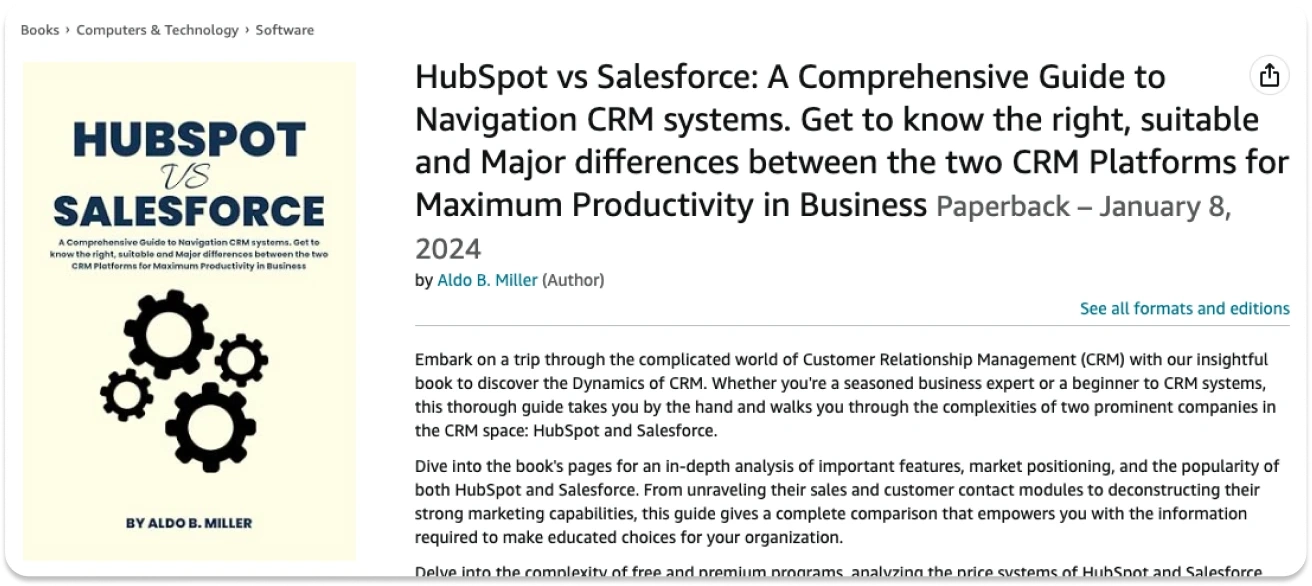 Books › Computers & Technology › Software
HUBSPOT
VS
SALESFORCE
A Comprehensive Guide to Navigation CRM systems. Get to
know the right, suitable and Major differences between the two
CRM Platforms for Maximum Productivity in Business
BY ALDO B. MILLER
HubSpot vs Salesforce: A Comprehensive Guide to
Navigation CRM systems. Get to know the right, suitable
and Major differences between the two CRM Platforms for
Maximum Productivity in Business Paperback – January 8,
2024
by Aldo B. Miller (Author)
See all formats and editions
Embark on a trip through the complicated world of Customer Relationship Management (CRM) with our insightful
book to discover the Dynamics of CRM. Whether you're a seasoned business expert or a beginner to CRM systems,
this thorough guide takes you by the hand and walks you through the complexities of two prominent companies in
the CRM space: HubSpot and Salesforce.
Dive into the book's pages for an in-depth analysis of important features, market positioning, and the popularity of
both HubSpot and Salesforce. From unraveling their sales and customer contact modules to deconstructing their
strong marketing capabilities, this guide gives a complete comparison that empowers you with the information
required to make educated choices for your organization.
Delve into the complexity of free and premium programs, analyzing the price systems of HubSpot and Salesforce